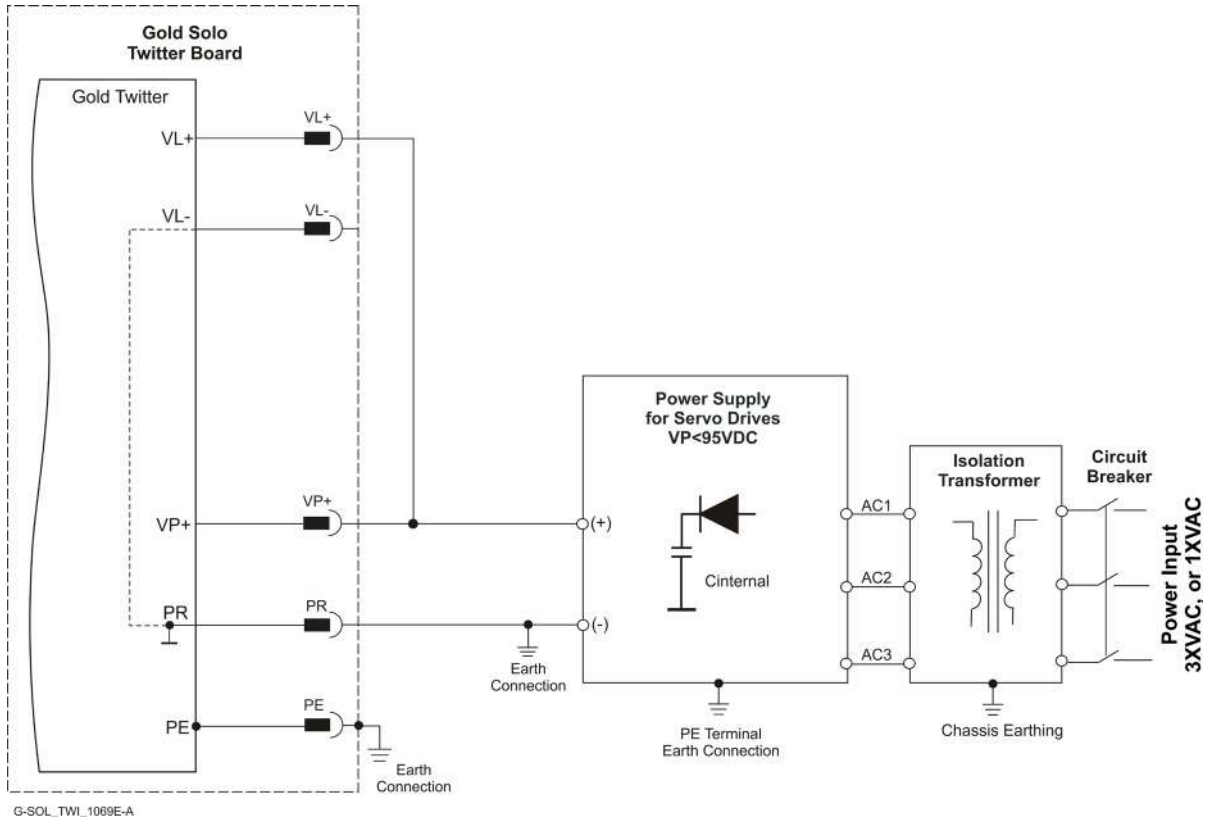 Gold Solo
Twitter Board
Gold Twitter
VL+
VL+
VL-
VL-
VP+
VP+
PR
PR
PE
PE
Earth
Connection
Earth
Connection
Power Supply
for Servo Drives
VP<95VDC
(+)
(-)
Cinternal
PE Terminal
Earth Connection
AC1
AC2
AC3
Isolation
Transformer
Chassis Earthing
Circuit
Breaker
Power Input
3XVAC, or 1XVAC
G-SOL_TWI_1069E-A